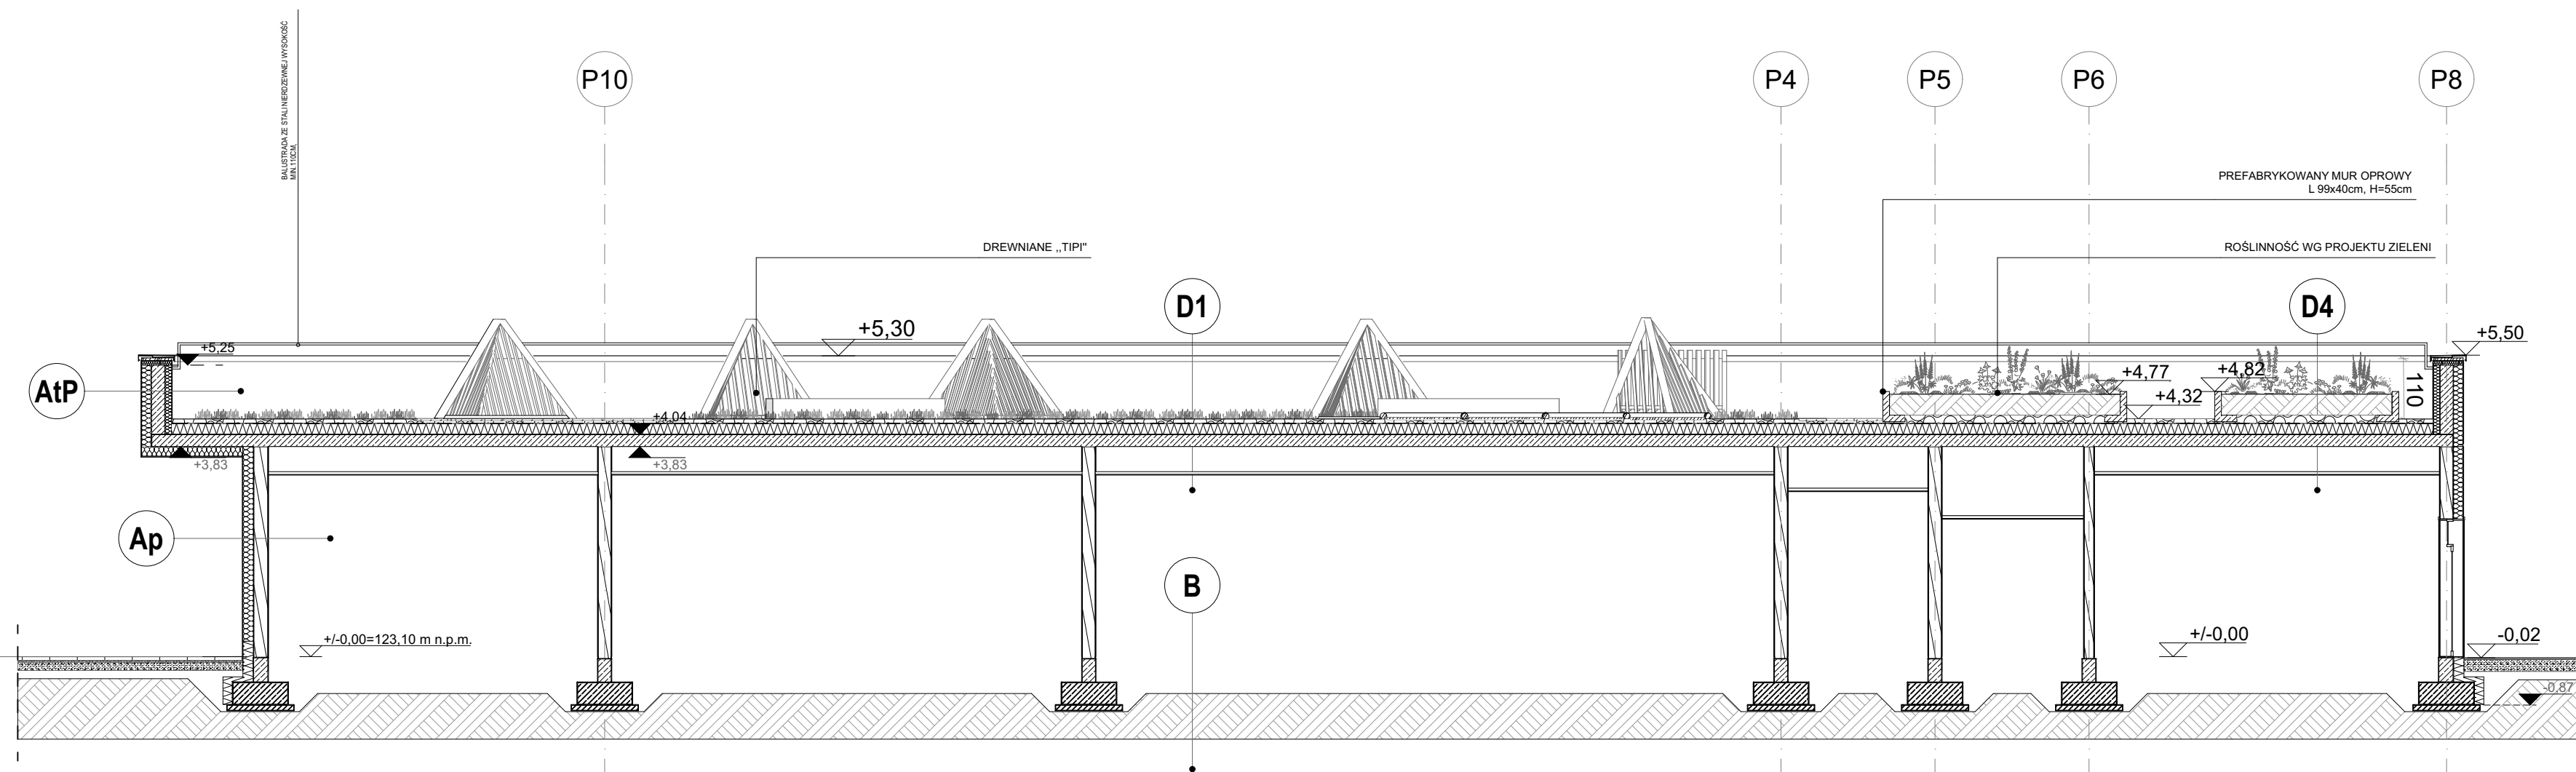 BALUSTRADA ZE STALI NIERDZEWNEJ WYSOKOŚĆ
MIN.110CM,
P10
P4
P5
P6
P8
PREFABRYKOWANY MUR OPROWY
L 99x40cm, H=55cm
DREWNIANE ,,TIPI"
ROŚLINNOŚĆ WG PROJEKTU ZIELENI
D1
D4
+5,30
+5,50
+5,25
AtP
+4,77
+4,82
+4,32
110
+4,04
+3,83
+3,83
Ap
B
+/-0,00=123,10 m n.p.m.
+/-0,00
-0,02
-0,87